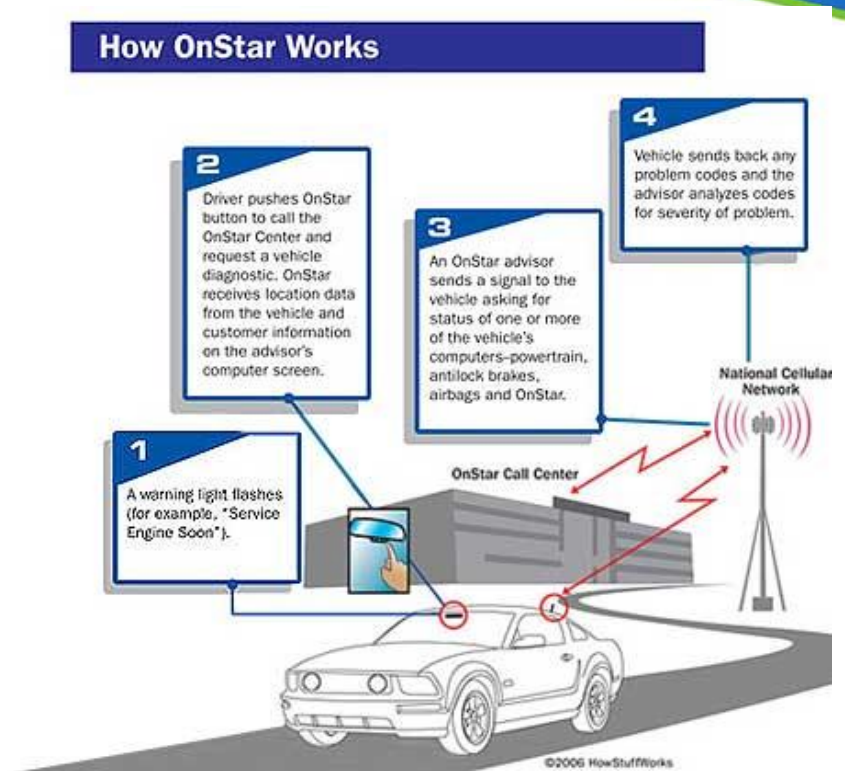 How OnStar Works
1
A warning light flashes
(for example, "Service
Engine Soon").
2
Driver pushes OnStar
button to call the
OnStar Center and
request a vehicle
diagnostic. OnStar
receives location data
from the vehicle and
customer information
on the advisor's
computer screen.
3
An OnStar advisor
sends a signal to the
vehicle asking for
status of one or more
of the vehicle's
computers–powertrain,
antilock brakes,
airbags and OnStar.
4
Vehicle sends back any
problem codes and the
advisor analyzes codes
for severity of problem.
National Cellular
Network
OnStar Call Center
©2006 HowStuffWorks